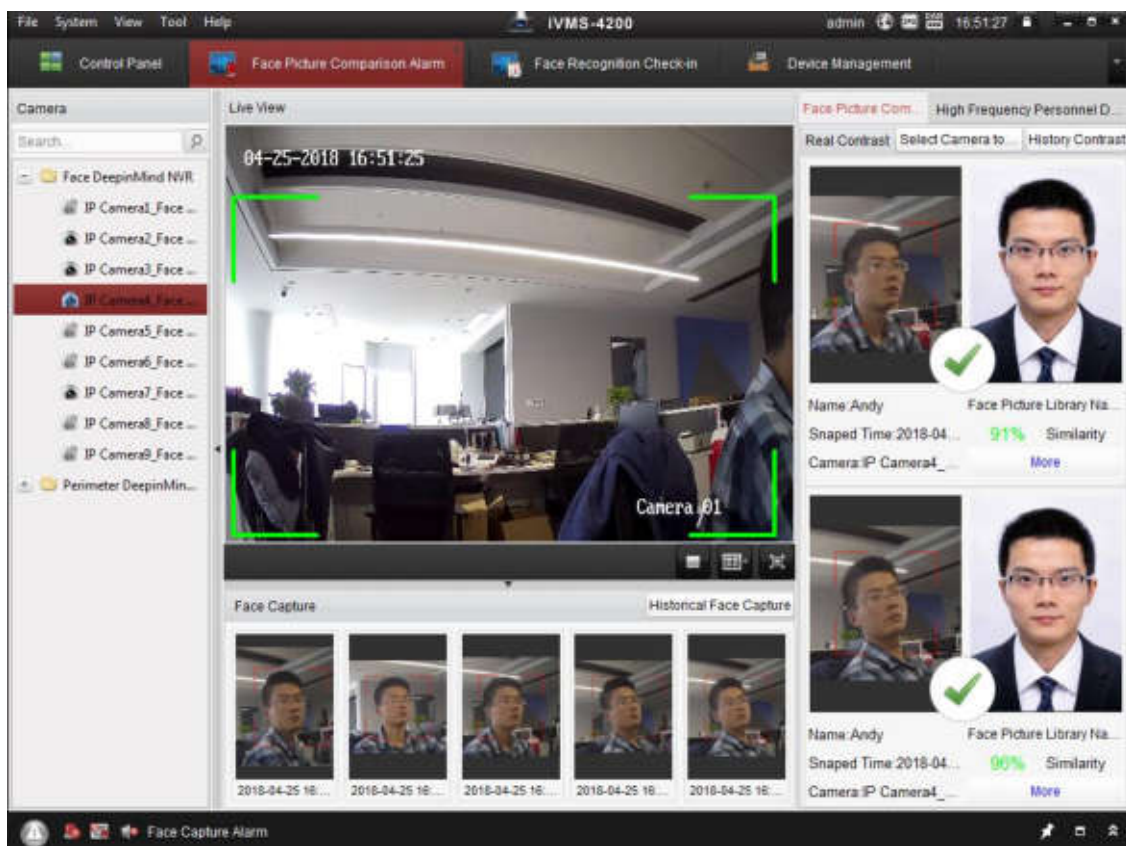 File System View Tool Help
iVMS-4200
admin 16:51:27
Control Panel
Face Picture Comparison Alarm
Face Recognition Check-in
Device Management
Camera
Search...
Face DeepinMind NVR
IP Camera1_Face ...
IP Camera2_Face ...
IP Camera3_Face ...
IP Camera4_Face ...
IP Camera5_Face ...
IP Camera6_Face ...
IP Camera7_Face ...
IP Camera8_Face ...
IP Camera9_Face ...
Perimeter DeepinMin...
Live View
04-25-2018 16:51:25
Camera 01
Face Capture
Historical Face Capture
2018-04-25 16:...
2018-04-25 16:...
2018-04-25 16:...
2018-04-25 16:...
2018-04-25 16:...
Face Picture Com...
High Frequency Personnel D...
Real Contrast
Select Camera to ...
History Contrast
Name:Andy
Face Picture Library Na...
Snaped Time:2018-04...
91% Similarity
Camera:IP Camera4_...
More
Name:Andy
Face Picture Library Na...
Snaped Time:2018-04...
96% Similarity
Camera:IP Camera4_...
More
Face Capture Alarm